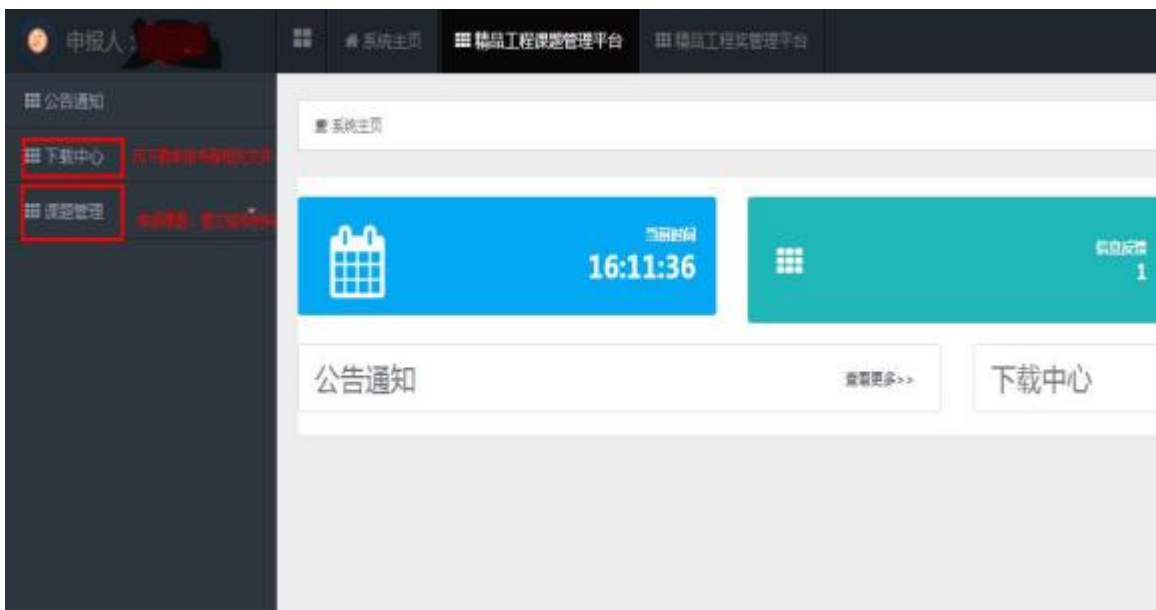 申报人:
系统主页
精品工程课题管理平台
精品工程奖管理平台
公告通知
下载中心
课题管理
系统主页
当前时间
16:11:36
信息反馈
1
公告通知
查看更多>>
下载中心